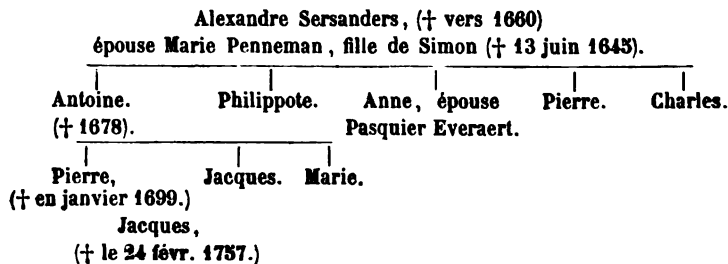 Alexandre Sersanders, († vers 1660)
épouse Marie Penneman, fille de Simon († 13 juin 1645).
Antoine. Philippote. Anne, épouse Pierre. Charles.
(† 1678). Pasquier Everaert.
Pierre, Jacques. Marie.
(† en janvier 1699.)
Jacques,
(† le 24 févr. 1757.)